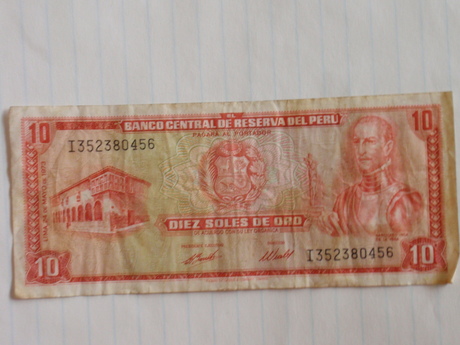 EL
10 BANCO CENTRAL DE RESERVA DEL PERU 10
PAGARA AL PORTADOR
I352380456
DIEZ SOLES DE ORO
I352380456
10 10